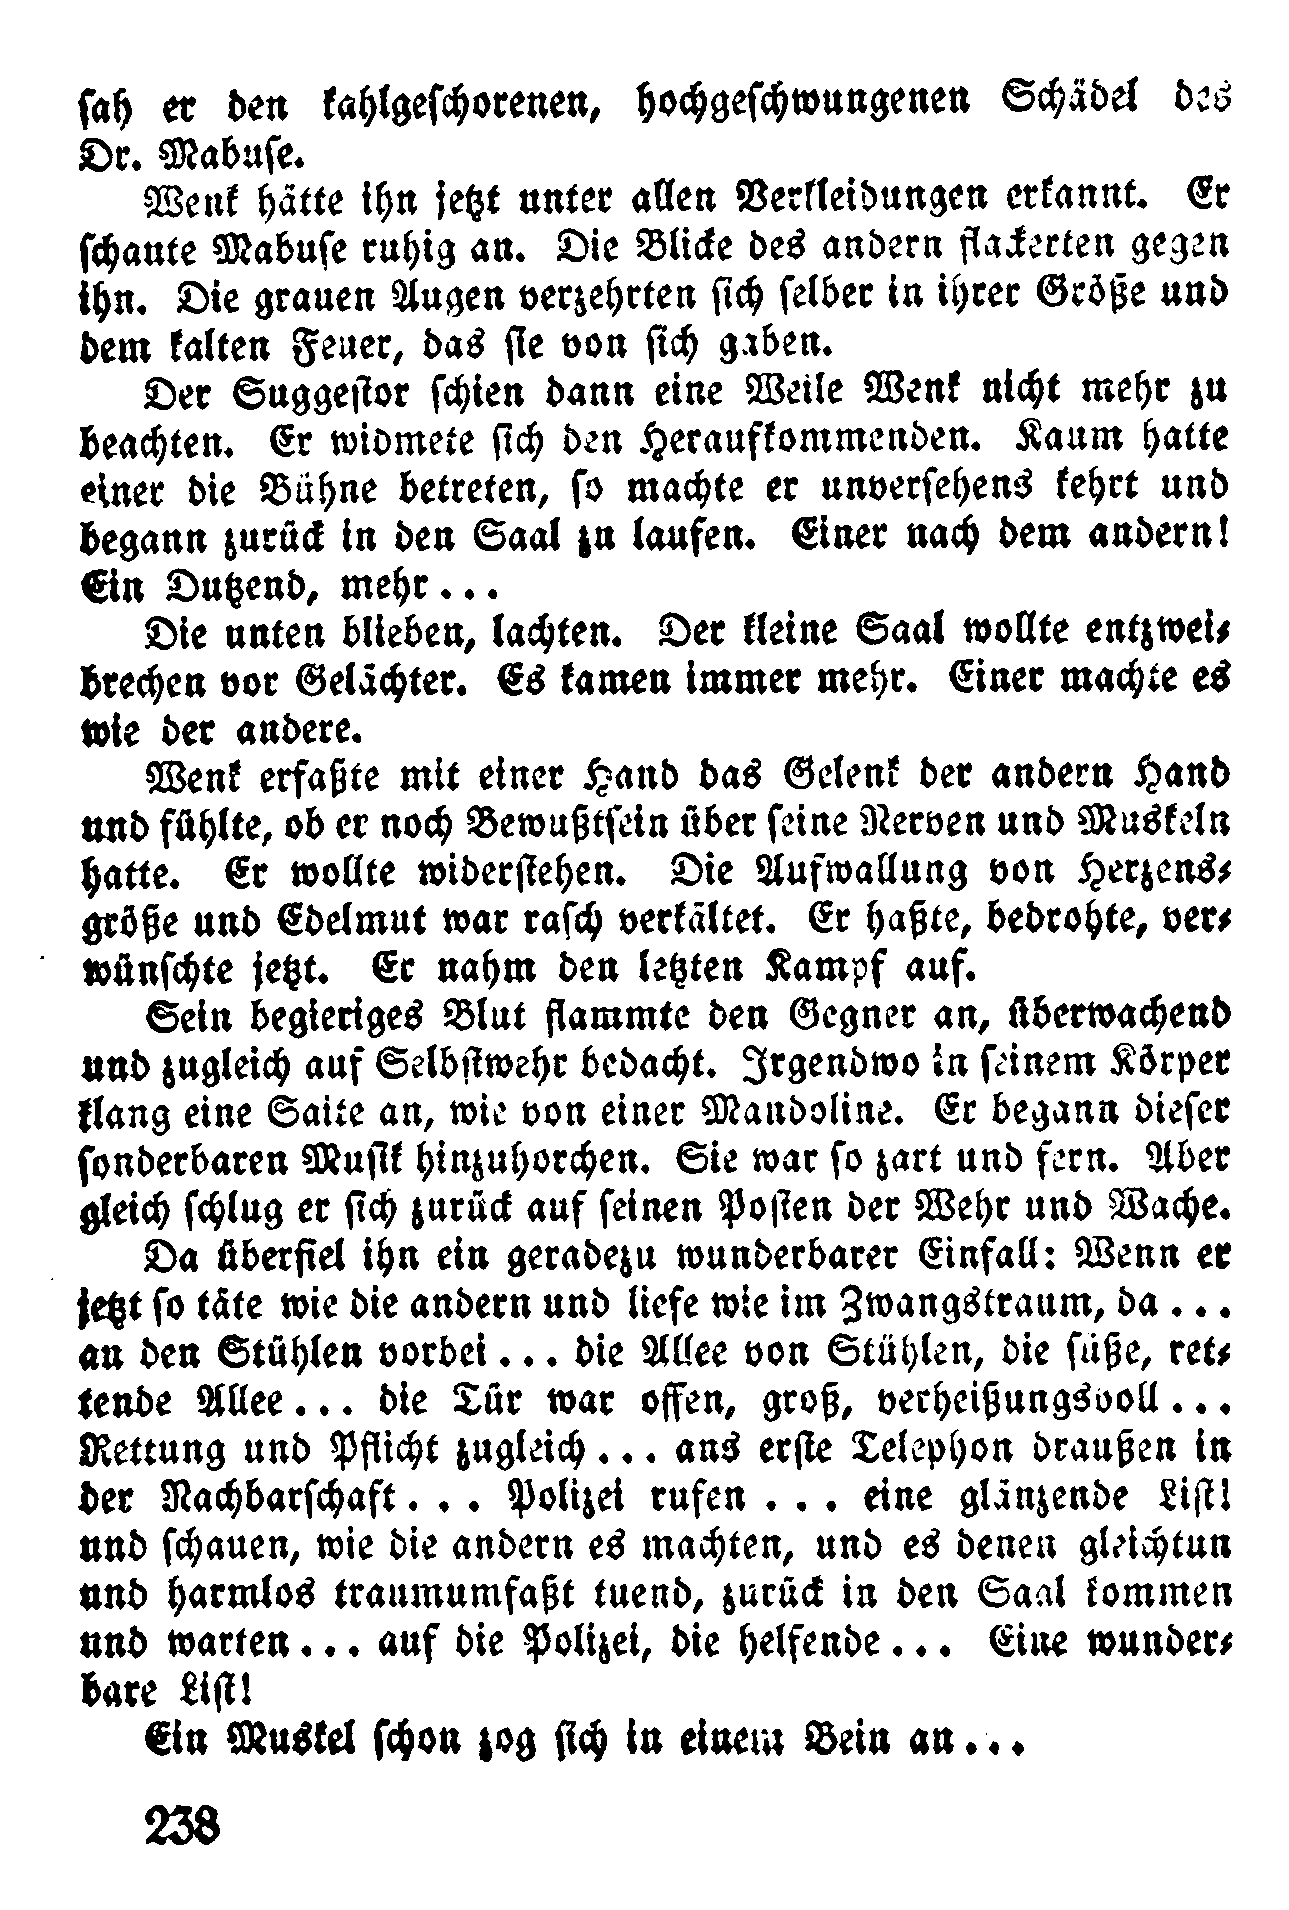 sah er den kahlgeschorenen, hochgeschwungenen Schädel des
Dr. Mabuse.
Wenk hätte ihn jetzt unter allen Verkleidungen erkannt. Er
schaute Mabuse ruhig an. Die Blicke des andern flackerten gegen
ihn. Die grauen Augen verzehrten sich selber in ihrer Größe und
dem kalten Feuer, das sie von sich gaben.
Der Suggestor schien dann eine Weile Wenk nicht mehr zu
beachten. Er widmete sich den Heraufkommenden. Kaum hatte
einer die Bühne betreten, so machte er unversehens kehrt und
begann zurück in den Saal zu laufen. Einer nach dem andern!
Ein Dutzend, mehr...
Die unten blieben, lachten. Der kleine Saal wollte entzwei-
brechen vor Gelächter. Es kamen immer mehr. Einer machte es
wie der andere.
Wenk erfaßte mit einer Hand das Gelenk der andern Hand
und fühlte, ob er noch Bewußtsein über seine Nerven und Muskeln
hatte. Er wollte widerstehen. Die Aufwallung von Herzens-
größe und Edelmut war rasch verkältet. Er haßte, bedrohte, ver-
wünschte jetzt. Er nahm den letzten Kampf auf.
Sein begieriges Blut flammte den Gegner an, überwachend
und zugleich auf Selbstwehr bedacht. Irgendwo in seinem Körper
klang eine Saite an, wie von einer Mandoline. Er begann dieser
sonderbaren Musik hinzuhorchen. Sie war so zart und fern. Aber
gleich schlug er sich zurück auf seinen Posten der Wehr und Wache.
Da überfiel ihn ein geradezu wunderbarer Einfall: Wenn er
jetzt so täte wie die andern und liefe wie im Zwangstraum, da...
an den Stühlen vorbei... die Allee von Stühlen, die süße, ret-
tende Allee... die Tür war offen, groß, verheißungsvoll...
Rettung und Pflicht zugleich... ans erste Telephon draußen in
der Nachbarschaft... Polizei rufen ... eine glänzende List!
und schauen, wie die andern es machten, und es denen gleichtun
und harmlos traumumfaßt tuend, zurück in den Saal kommen
und warten... auf die Polizei, die helfende... Eine wunder-
bare List!
Ein Muskel schon zog sich in einem Bein an...
238